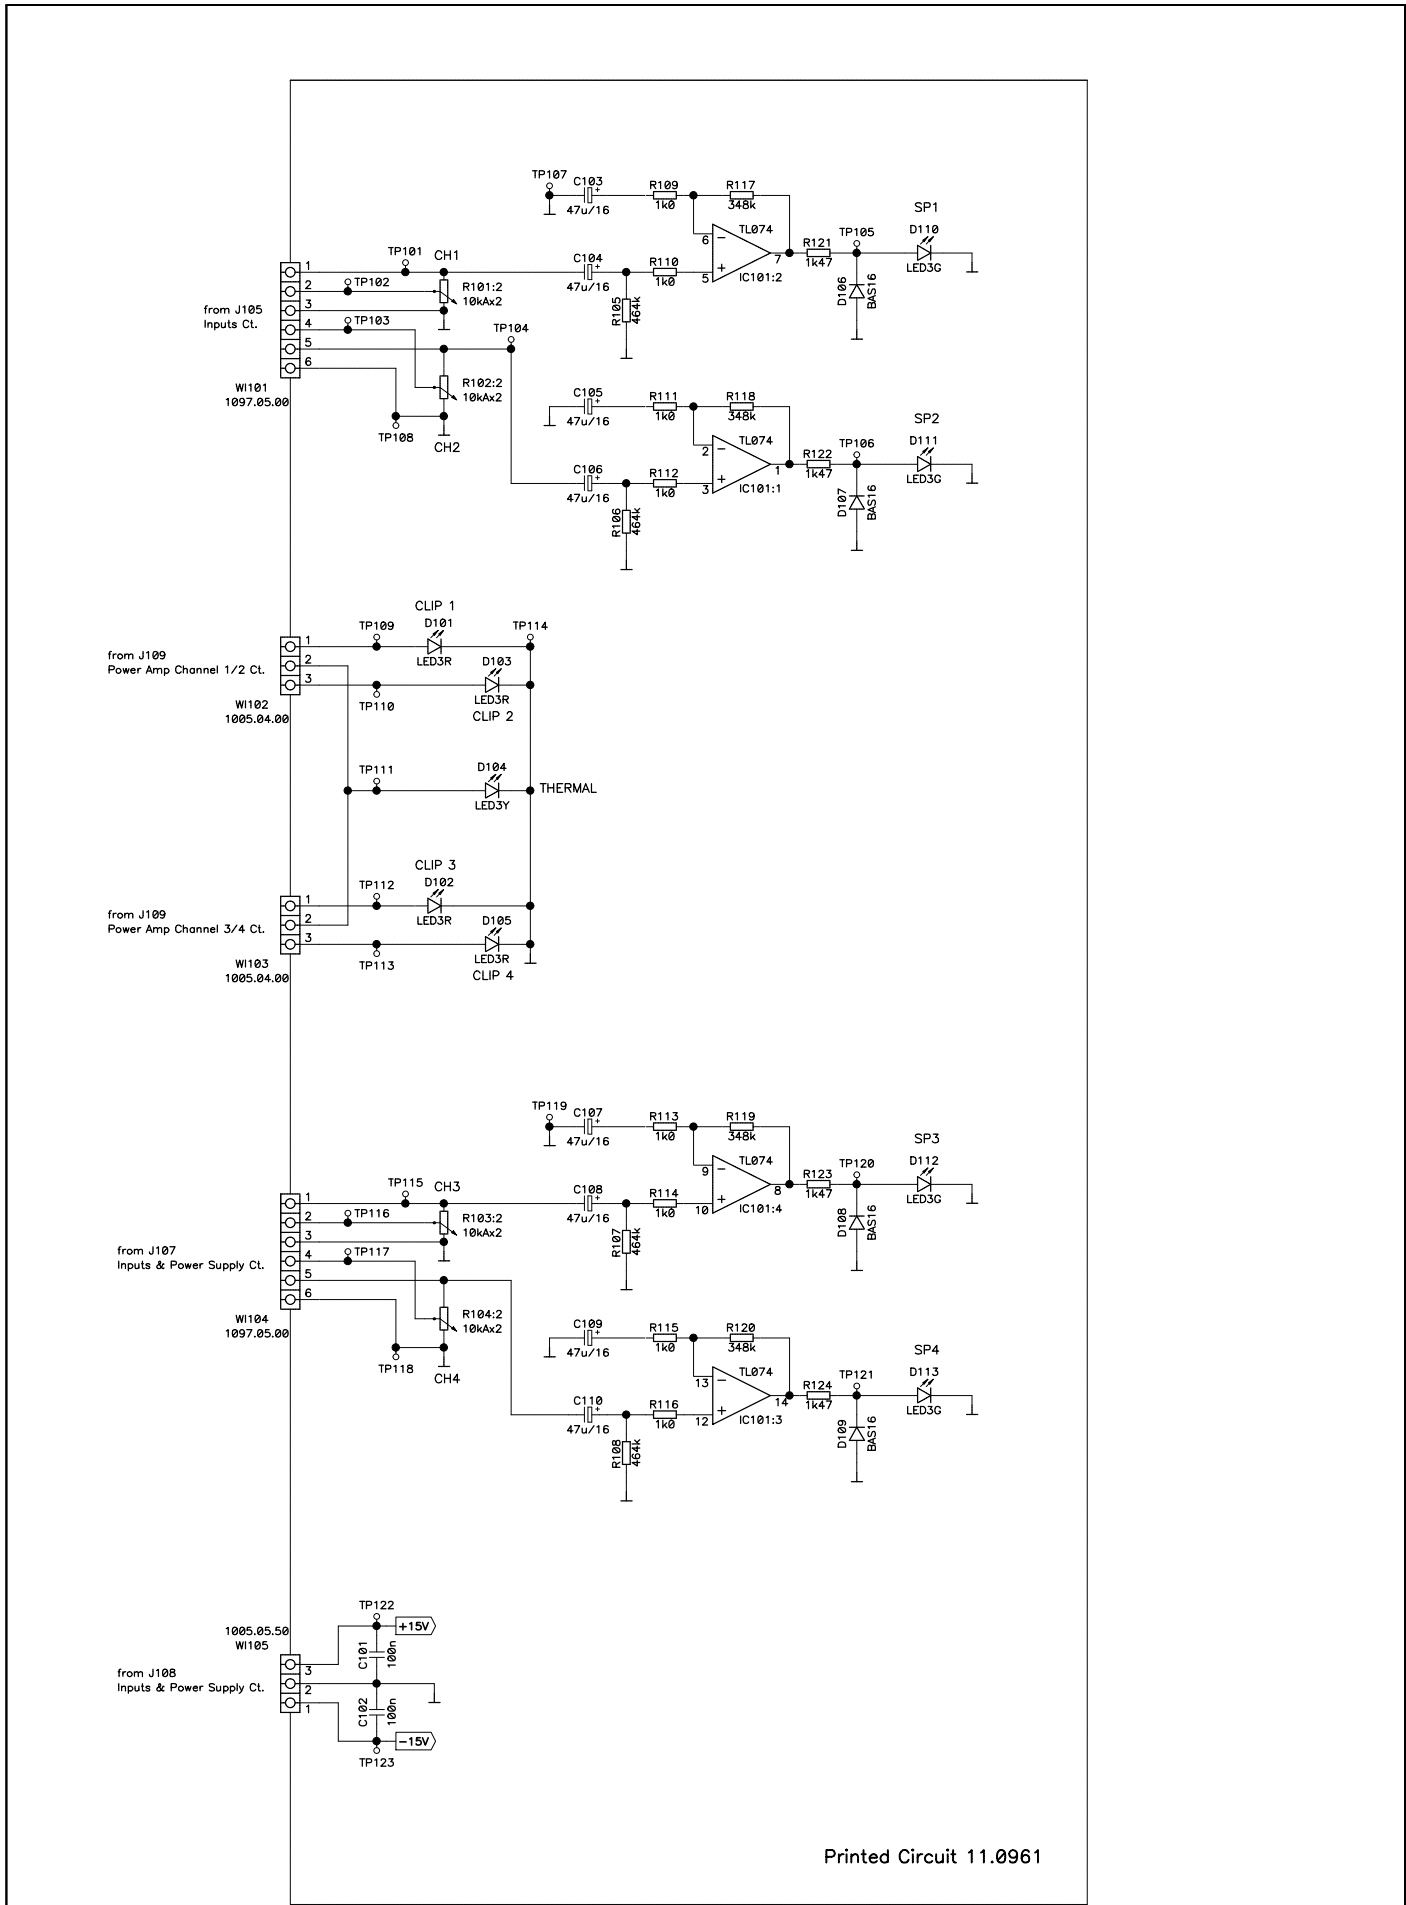 TP107
C103
+
47u/16
R109
1k0
R117
348k
TL074
6
−
5
+
7
IC101:2
R121
1k47
TP105
SP1
D110
LED3G
D106
BAS16
TP101
CH1
C104
+
47u/16
R110
1k0
R105
464k
1
2
3
4
5
6
TP102
R101:2
10kAx2
TP103
TP104
from J105
Inputs Ct.
WI101
1097.05.00
R102:2
10kAx2
TP108
CH2
C105
+
47u/16
R111
1k0
R118
348k
TL074
2
−
3
+
1
IC101:1
R122
1k47
TP106
SP2
D111
LED3G
D107
BAS16
C106
+
47u/16
R112
1k0
R106
464k
CLIP 1
TP109
D101
LED3R
TP114
1
2
3
from J109
Power Amp Channel 1/2 Ct.
D103
LED3R
CLIP 2
TP110
WI102
1005.04.00
TP111
D104
LED3Y
THERMAL
CLIP 3
TP112
D102
LED3R
1
2
3
from J109
Power Amp Channel 3/4 Ct.
D105
LED3R
CLIP 4
TP113
WI103
1005.04.00
TP119
C107
+
47u/16
R113
1k0
R119
348k
TL074
9
−
10
+
8
IC101:4
R123
1k47
TP120
SP3
D112
LED3G
D108
BAS16
TP115
CH3
C108
+
47u/16
R114
1k0
R107
464k
1
2
3
4
5
6
TP116
R103:2
10kAx2
TP117
from J107
Inputs & Power Supply Ct.
WI104
1097.05.00
R104:2
10kAx2
TP118
CH4
C109
+
47u/16
R115
1k0
R120
348k
TL074
13
−
12
+
14
IC101:3
R124
1k47
TP121
SP4
D113
LED3G
D109
BAS16
C110
+
47u/16
R116
1k0
R108
464k
TP122
+15V
1005.05.50
WI105
C101
100n
3
2
1
from J108
Inputs & Power Supply Ct.
C102
100n
−15V
TP123
Printed Circuit 11.0961